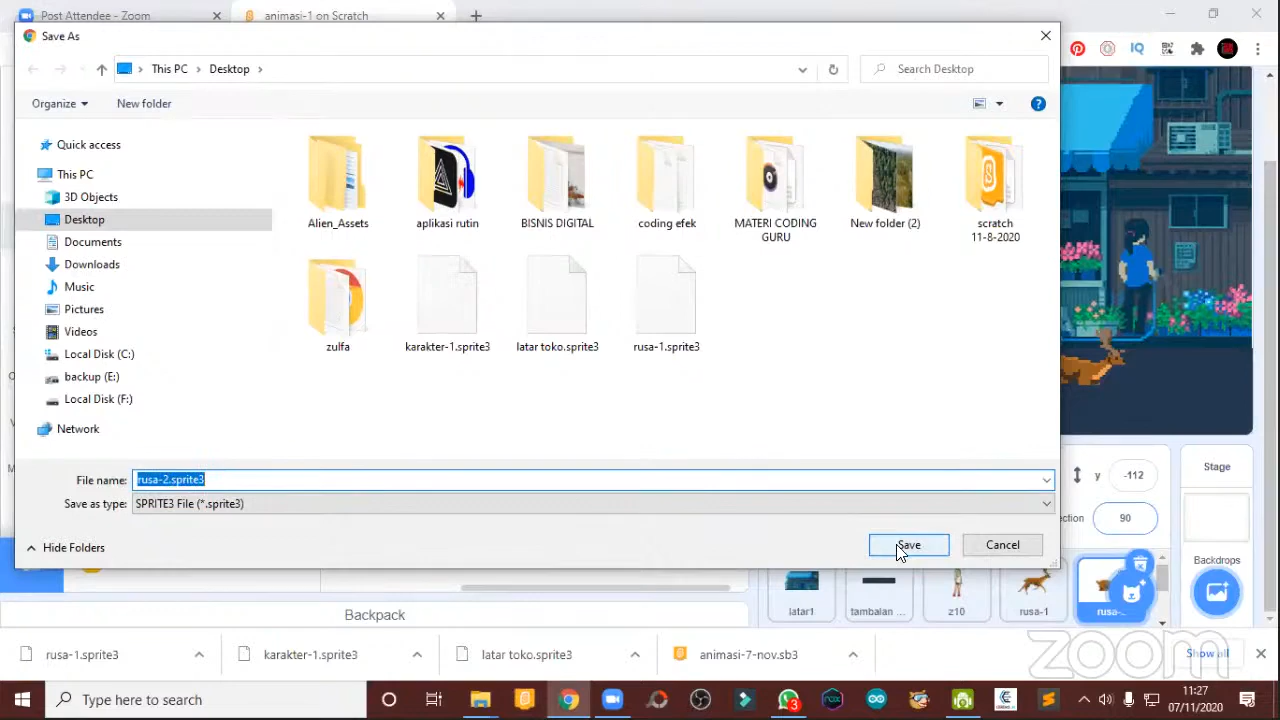 Post Attendee - Zoom
animasi-1 on Scratch
Save As
This PC
Desktop
Search Desktop
Organize
New folder
Quick access
This PC
3D Objects
Desktop
Documents
Downloads
Music
Pictures
Videos
Local Disk (C:)
backup (E:)
Local Disk (F:)
Network
Alien_Assets
aplikasi rutin
BISNIS DIGITAL
coding efek
MATERI CODING
GURU
New folder (2)
scratch
11-8-2020
zulfa
karakter-1.sprite3
latar toko.sprite3
rusa-1.sprite3
File name:
rusa-2.sprite3
Save as type:
SPRITE3 File (*.sprite3)
Hide Folders
Save
Cancel
y
-112
90
Stage
Backdrops
latar1
tambalan ...
z10
rusa-1
Backpack
rusa-1.sprite3
karakter-1.sprite3
latar toko.sprite3
animasi-7-nov.sb3
Show all
zoom
Type here to search
3
11:27
07/11/2020